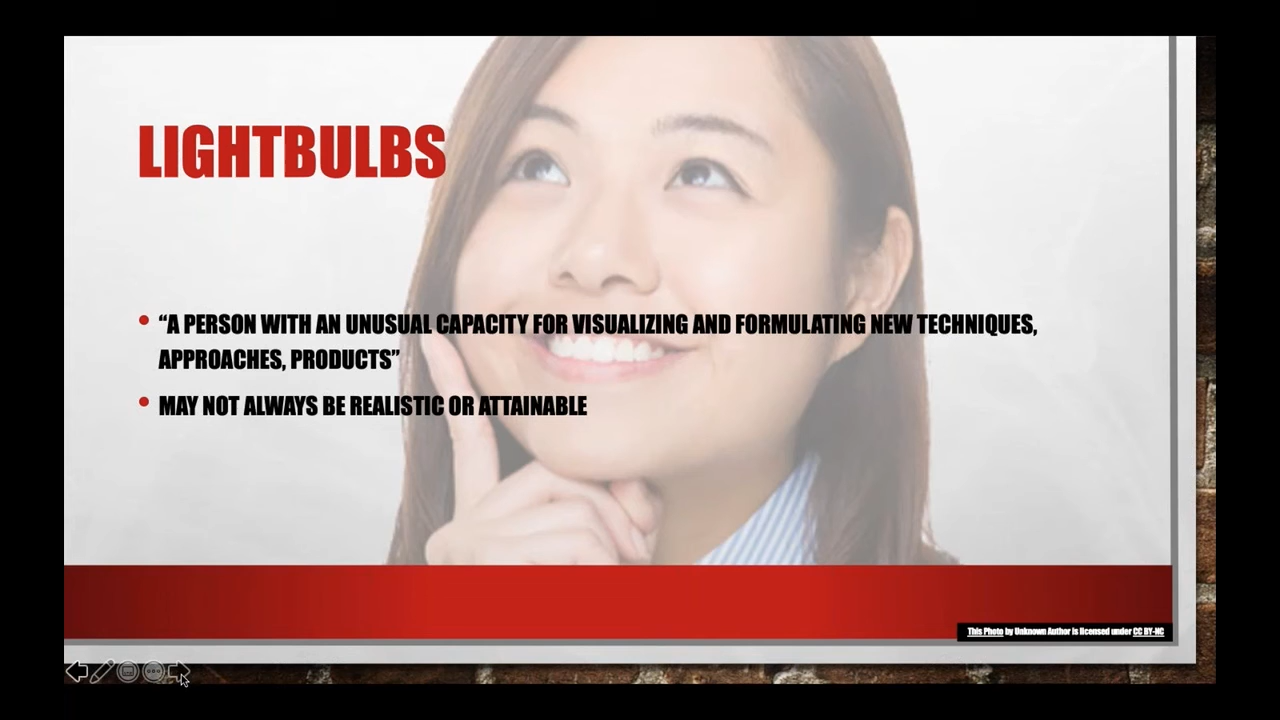 LIGHTBULBS
• “A PERSON WITH AN UNUSUAL CAPACITY FOR VISUALIZING AND FORMULATING NEW TECHNIQUES,
APPROACHES, PRODUCTS”
• MAY NOT ALWAYS BE REALISTIC OR ATTAINABLE
This Photo by Unknown Author is licensed under CC BY-NC